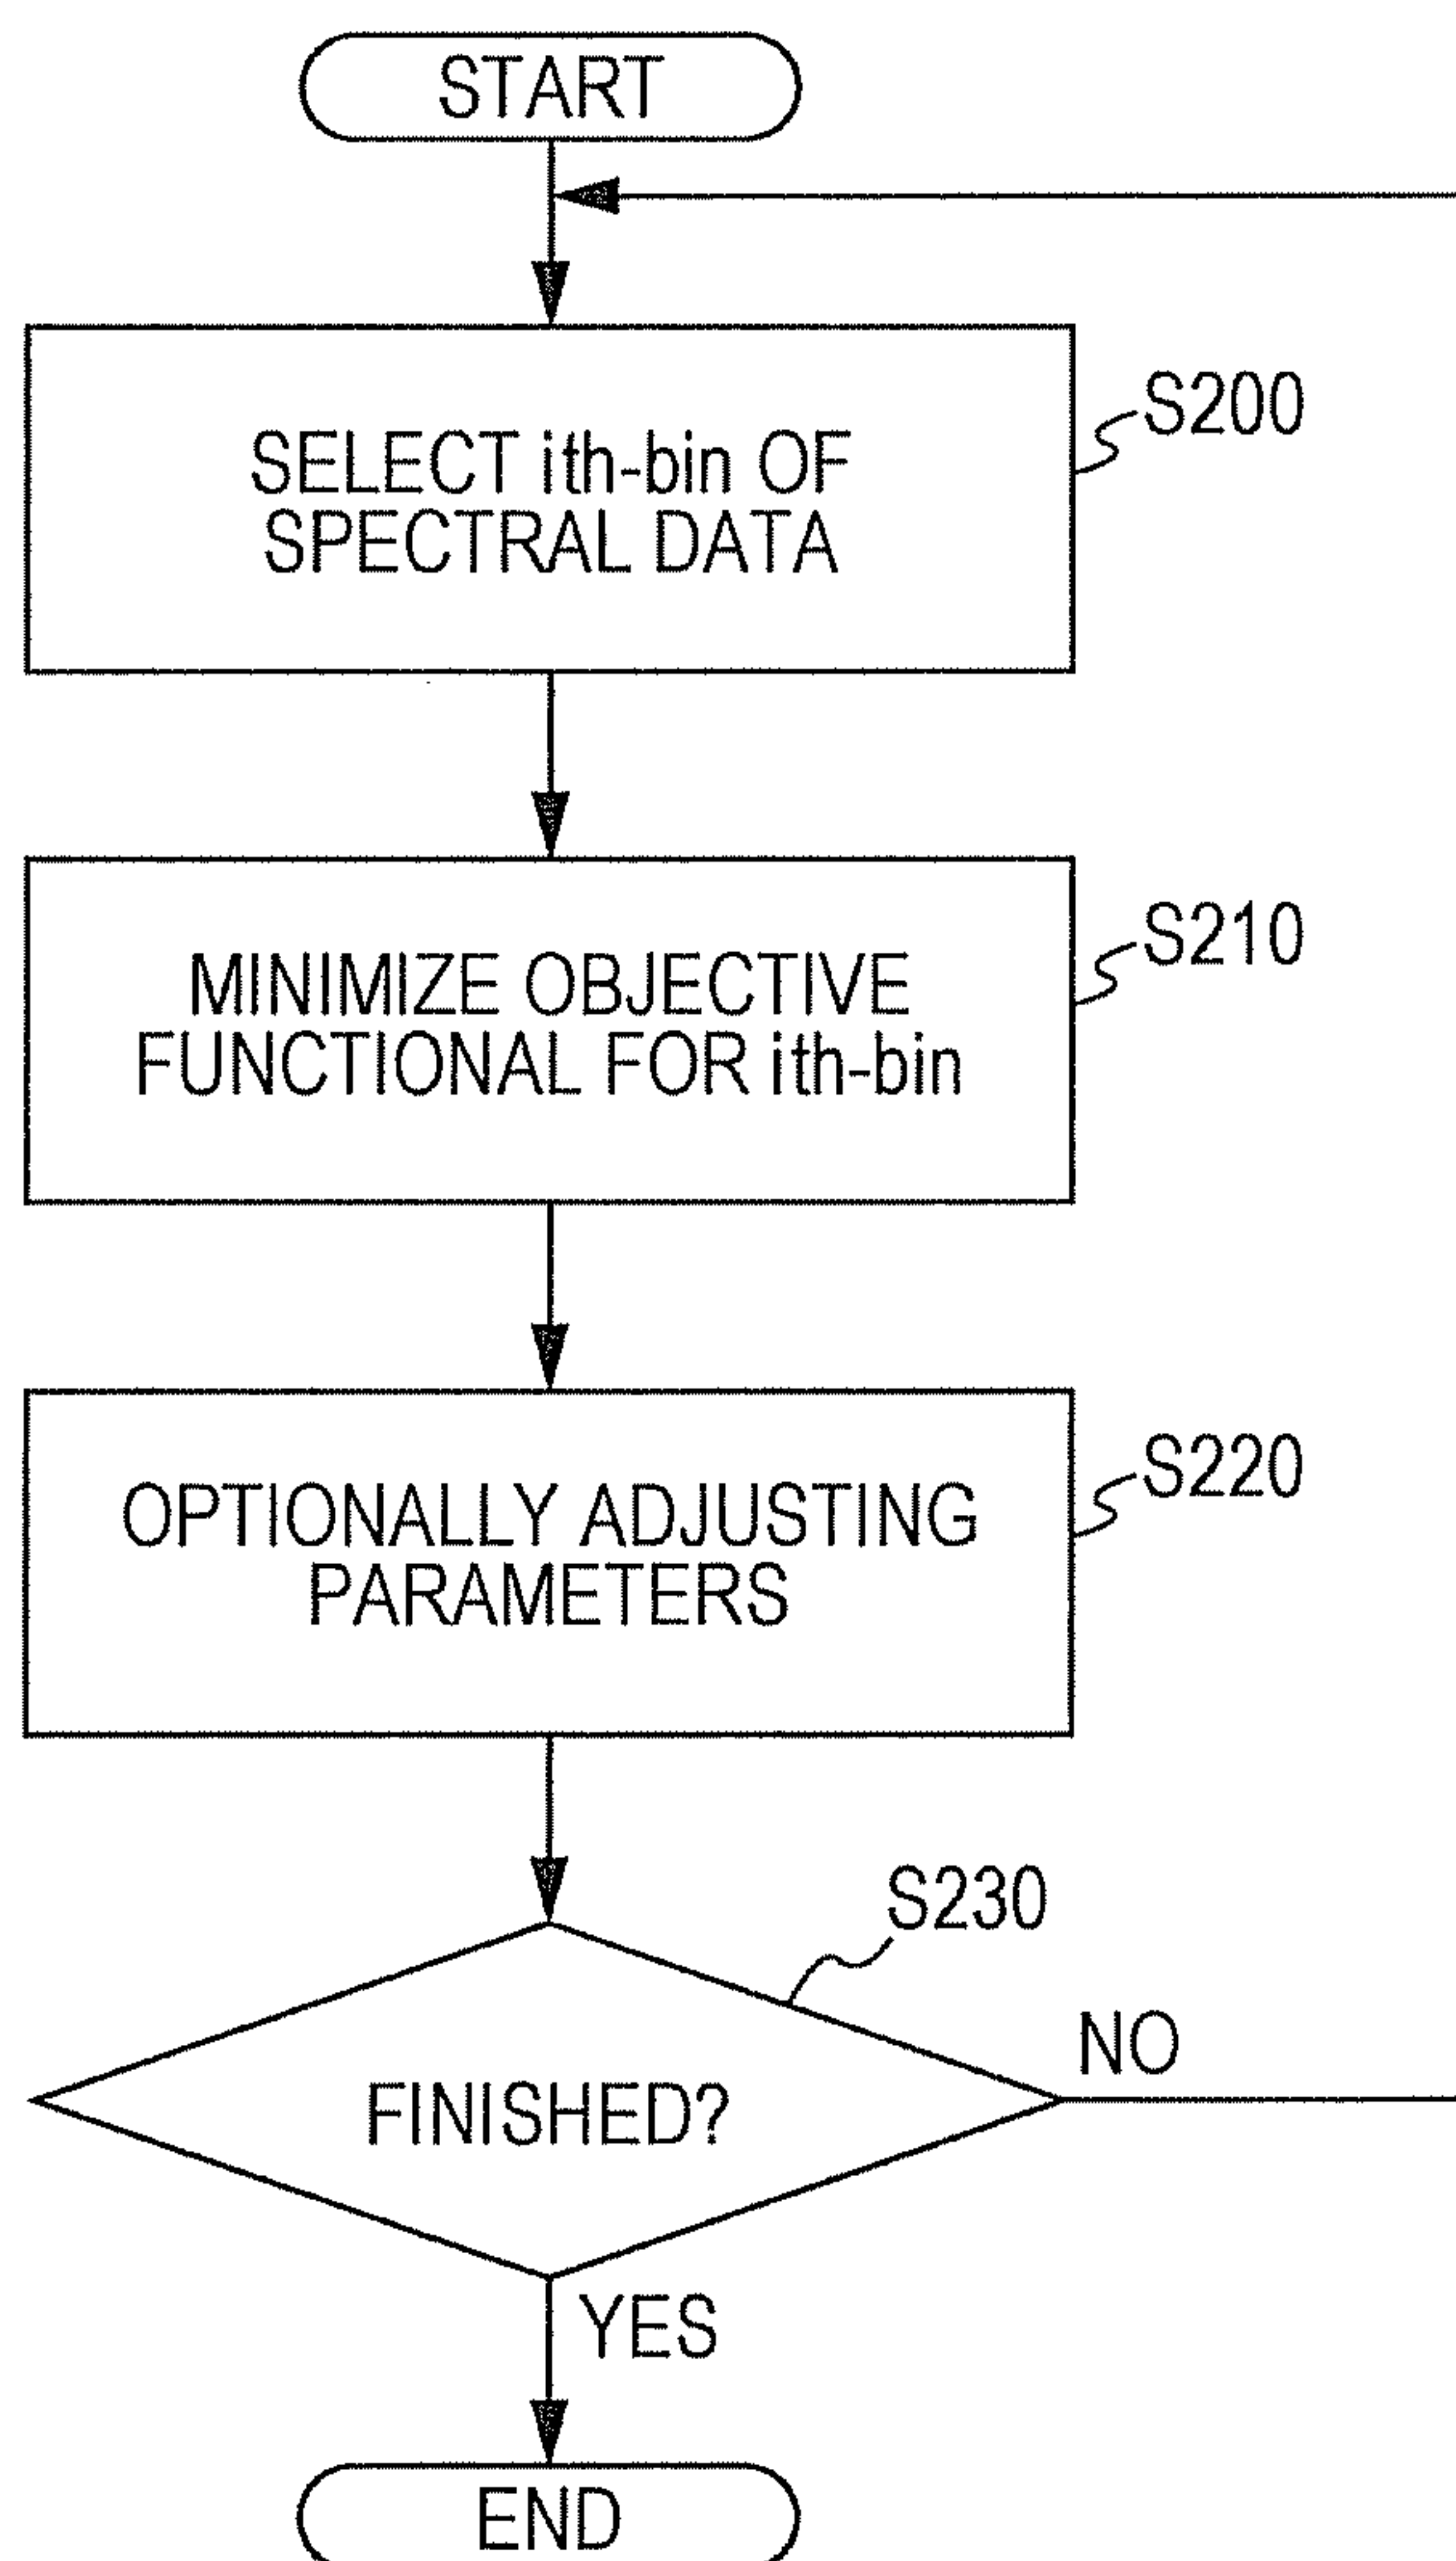 START
SELECT ith-bin OF
SPECTRAL DATA
S200
MINIMIZE OBJECTIVE
FUNCTIONAL FOR ith-bin
S210
OPTIONALLY ADJUSTING
PARAMETERS
S220
S230
FINISHED?
NO
YES
END